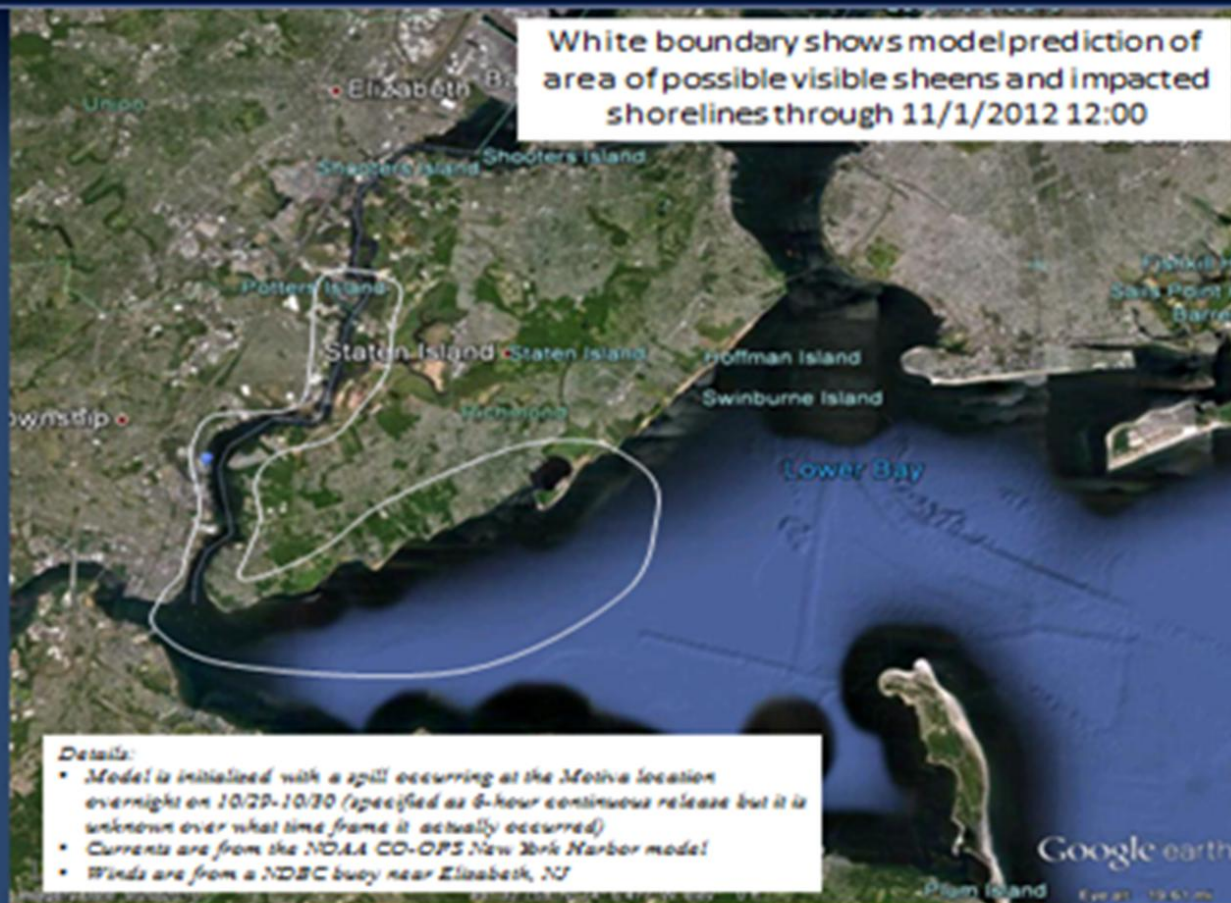 White boundary shows model prediction of
area of possible visible sheens and impacted
shorelines through 11/1/2012 12:00
Union
Elizabeth
Shooters Island
Shooters Island
Potters Island
Staten Island
Staten Island
Hoffman Island
Swinburne Island
Richmond
ownship
Lower Bay
Details:
• Model is initialized with a spill occurring at the Motiva location
overnight on 10/29-10/30 (specified as 6-hour continuous release but it is
unknown over what time frame it actually occurred)
• Currents are from the NOAA CO-OPS New York Harbor model
• Winds are from a NDBC buoy near Elizabeth, NJ
Google earth
Plum Island